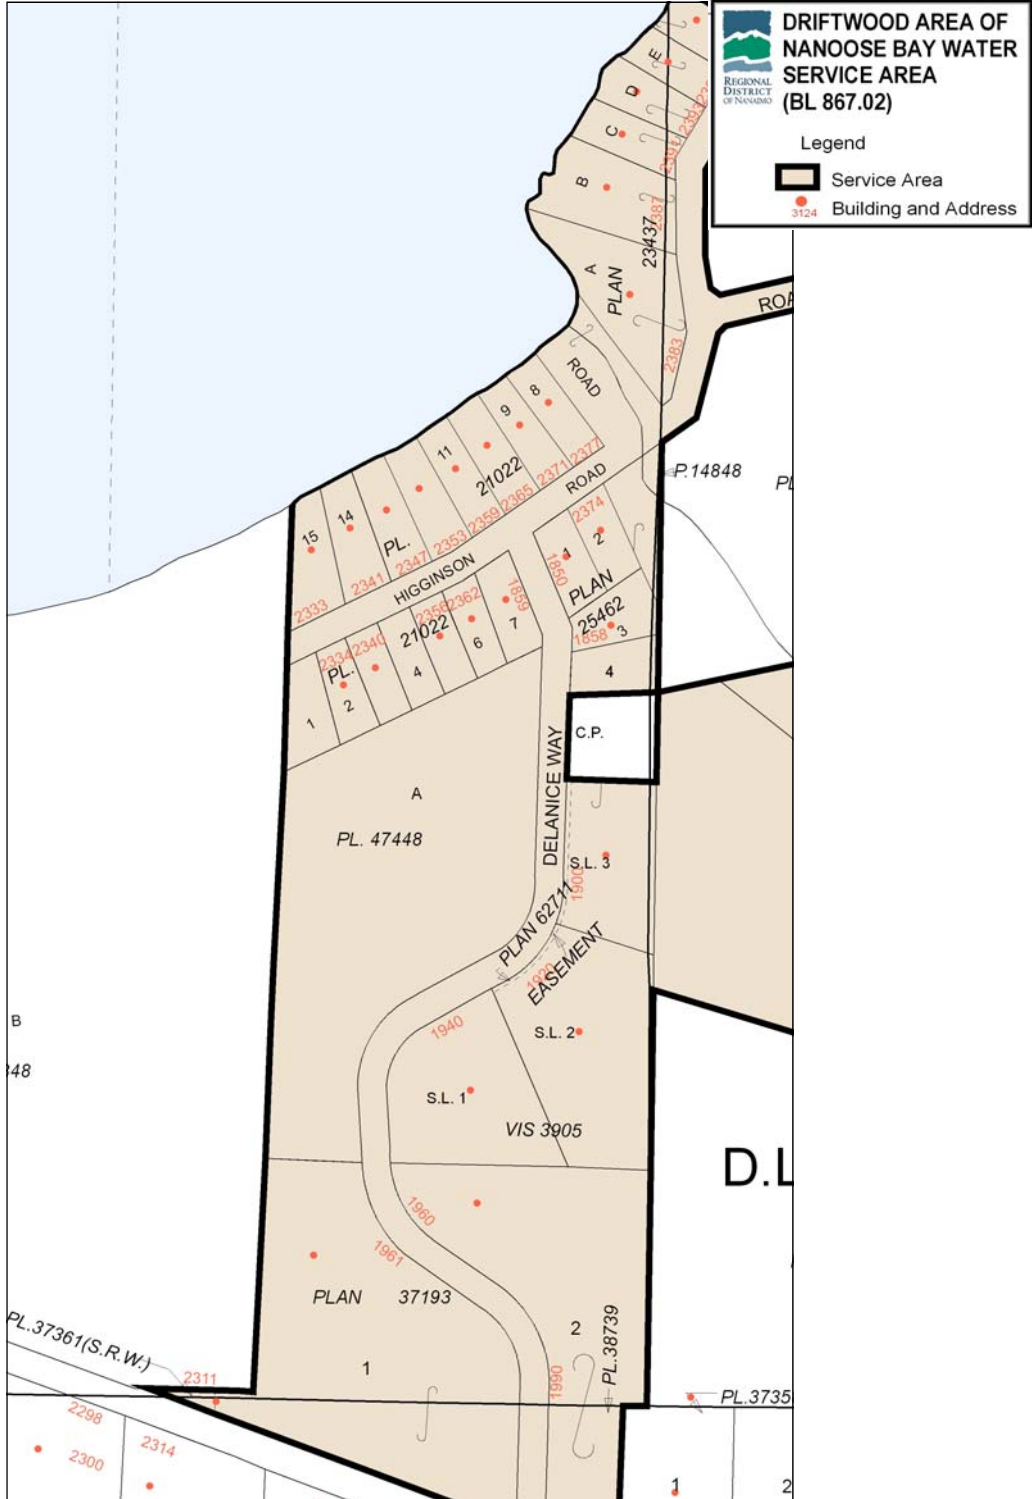 DRIFTWOOD AREA OF
NANOOSE BAY WATER
SERVICE AREA
(BL 867.02)
REGIONAL
DISTRICT
OF NANAIMO
Legend
Service Area
3124
Building and Address
E
D
C
B
A
PLAN
23437
2393
2391
2387
2383
ROA
ROAD
8
9
11
14
15
21022
PL.
2377
2371
2365
2359
2353
2347
2341
2333
HIGGINSON
ROAD
P.14848
PL
2374
1
2
1850
PLAN
25462
3
1858
4
1859
2362
2356
2340
2334
21022
PL.
7
6
4
2
1
C.P.
DELANICE WAY
A
PL. 47448
S.L. 3
1900
PLAN 62711
EASEMENT
1920
1940
S.L. 2
S.L. 1
VIS 3905
B
348
D.L
1960
1961
PLAN 37193
2
1
1990
PL.38739
PL.37361(S.R.W.)
2311
PL.3735
2298
2300
2314
1
2